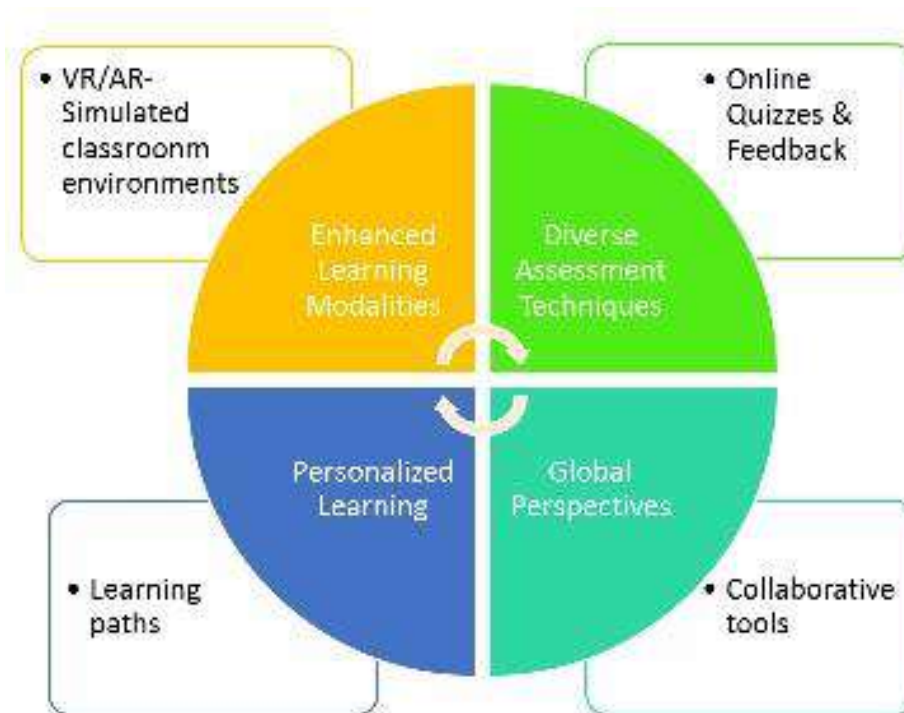 • VR/AR-
Simulated
classroonm
environments
• Online
Quizzes &
Feedback
Enhanced
Learning
Modalities
Diverse
Assessment
Techniques
Personalized
Learning
Global
Perspectives
• Learning
paths
• Collaborative
tools